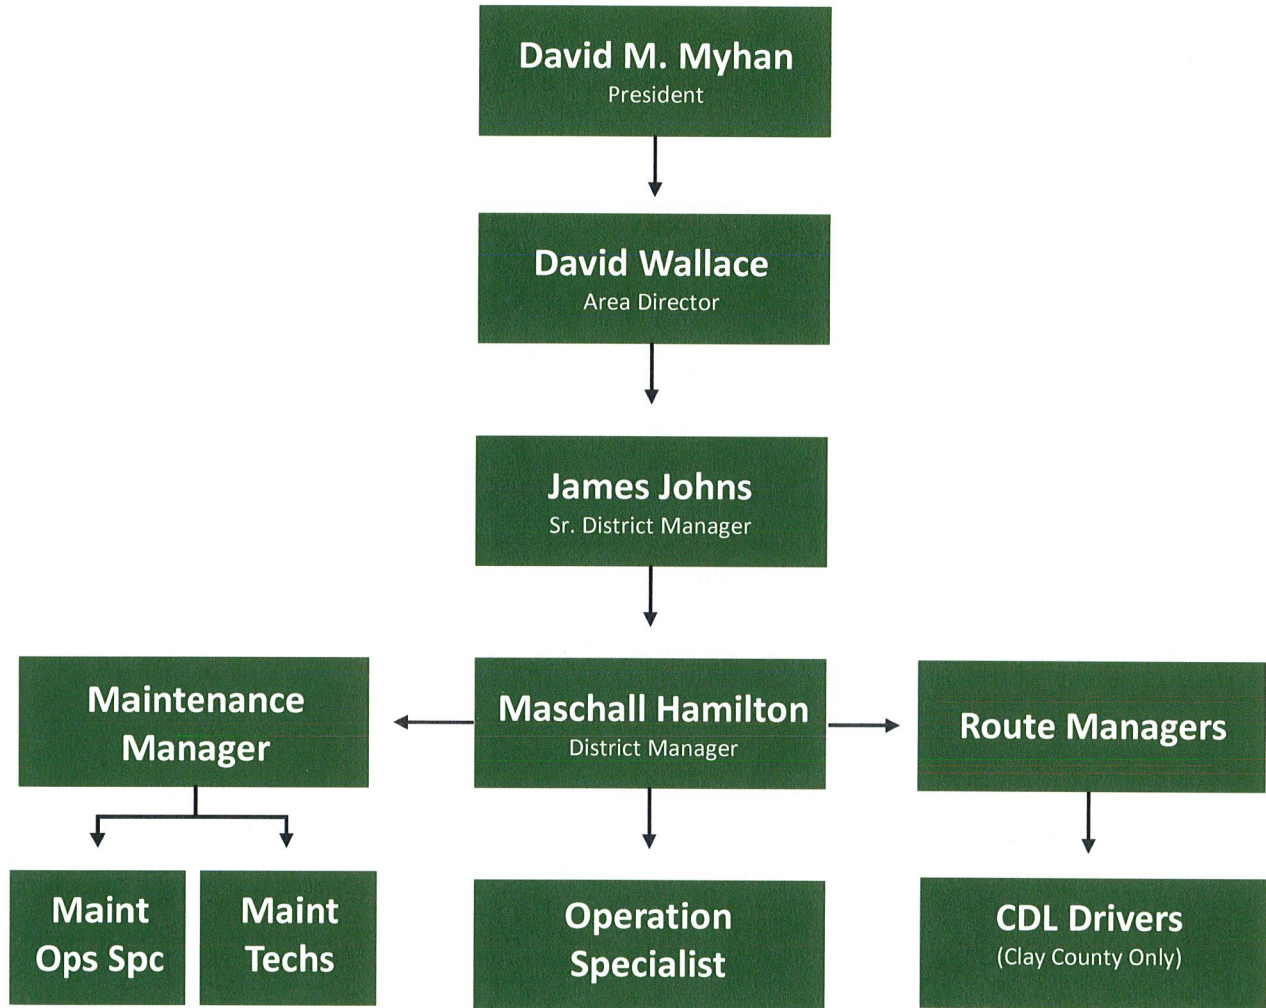 David M. Myhan
President
David Wallace
Area Director
James Johns
Sr. District Manager
Maintenance
Manager
Maschall Hamilton
District Manager
Route Managers
Maint
Ops Spc
Maint
Techs
Operation
Specialist
CDL Drivers
(Clay County Only)